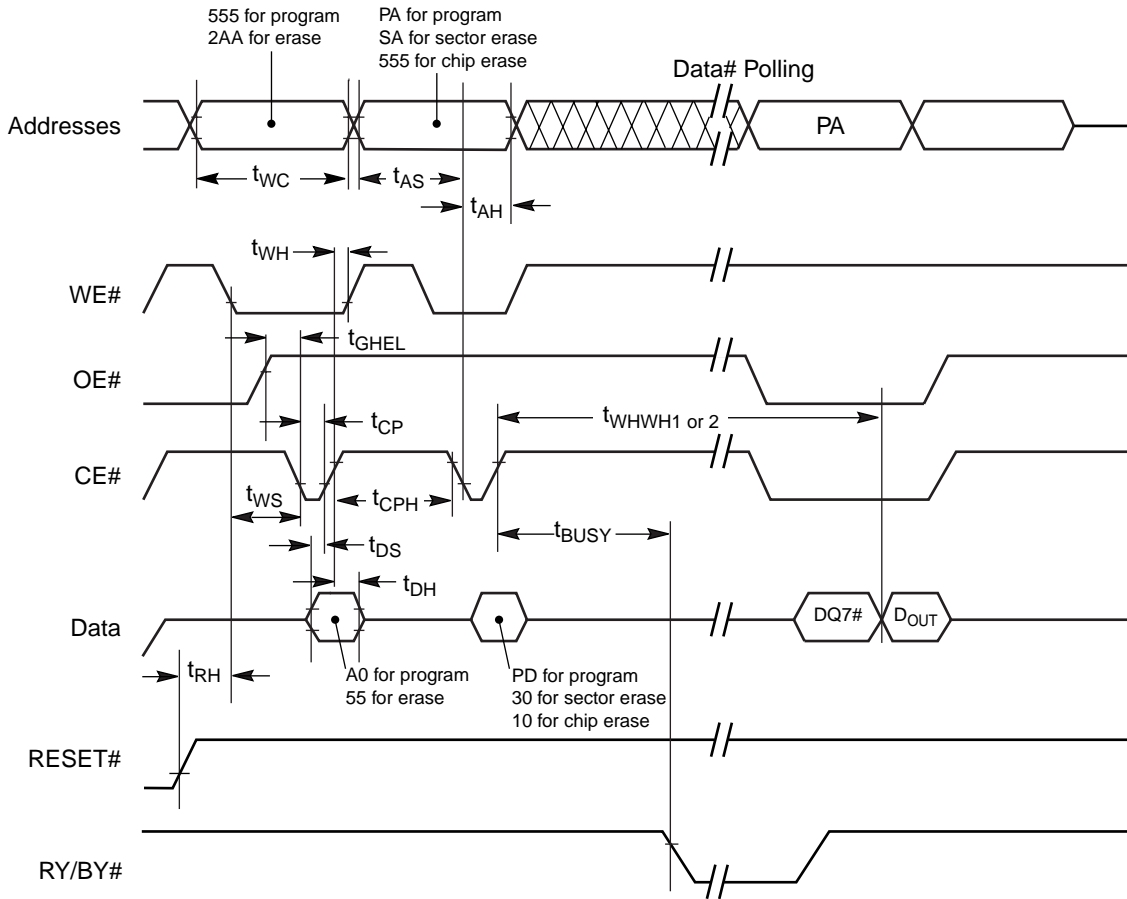 555 for program
2AA for erase
PA for program
SA for sector erase
555 for chip erase
Data# Polling
Addresses
PA
tWC
tAS
tAH
tWH
WE#
tGHEL
OE#
tWHWH1 or 2
tCP
CE#
tWS
tCPH
tBUSY
tDS
tDH
Data
DQ7#
DOUT
tRH
A0 for program
55 for erase
PD for program
30 for sector erase
10 for chip erase
RESET#
RY/BY#